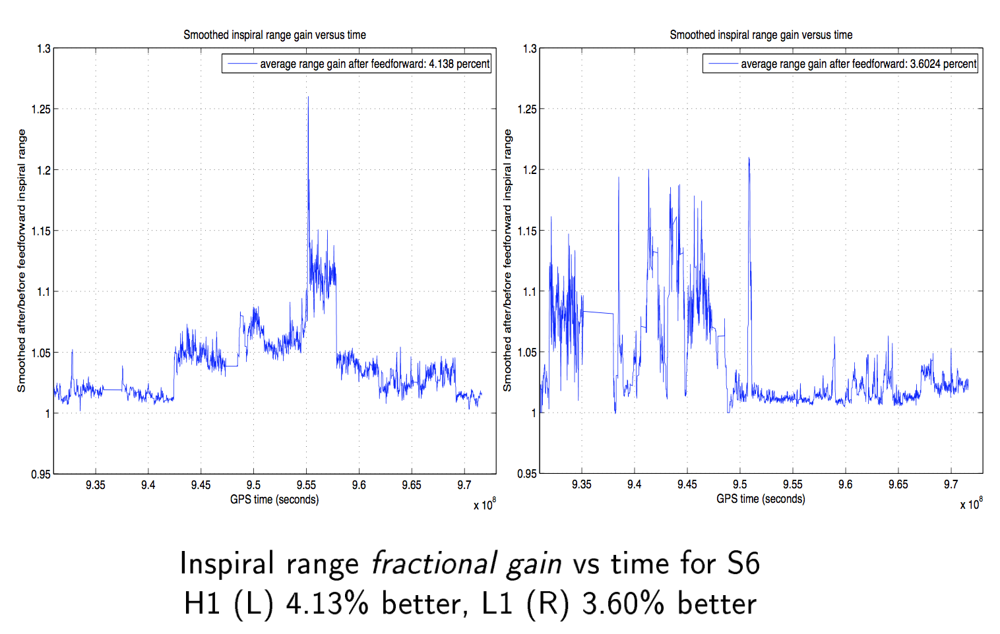 Smoothed inspiral range gain versus time
average range gain after feedforward: 4.138 percent
Smoothed after/before feedforward inspiral range
1.3
1.25
1.2
1.15
1.1
1.05
1
0.95
9.35 9.4 9.45 9.5 9.55 9.6 9.65 9.7
GPS time (seconds)
x 10⁸
Smoothed inspiral range gain versus time
average range gain after feedforward: 3.6024 percent
Smoothed after/before feedforward inspiral range
1.3
1.25
1.2
1.15
1.1
1.05
1
0.95
9.35 9.4 9.45 9.5 9.55 9.6 9.65 9.7
GPS time (seconds)
x 10⁸
Inspiral range fractional gain vs time for S6
H1 (L) 4.13% better, L1 (R) 3.60% better